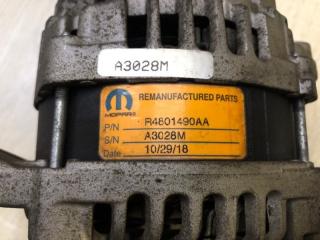 A3028M
REMANUFACTURED PARTS
MOPAR
P/N R4801490AA
S/N A3028M
Date 10/29/18